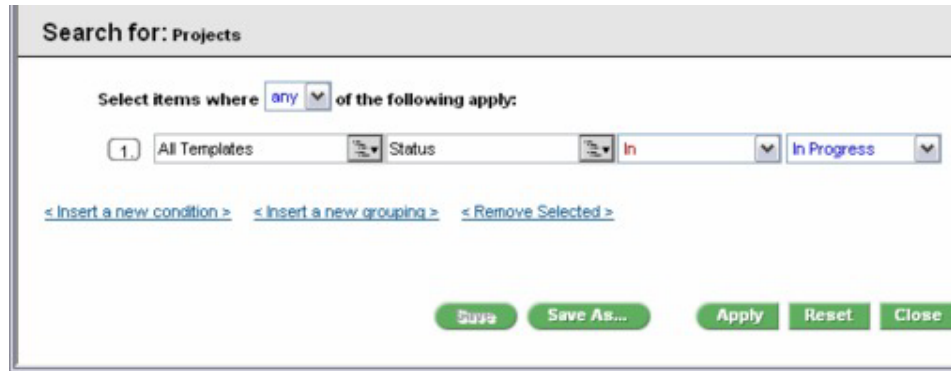 Search for: Projects
Select items where any of the following apply:
1. All Templates Status In In Progress
< Insert a new condition > < Insert a new grouping > < Remove Selected >
Save Save As... Apply Reset Close